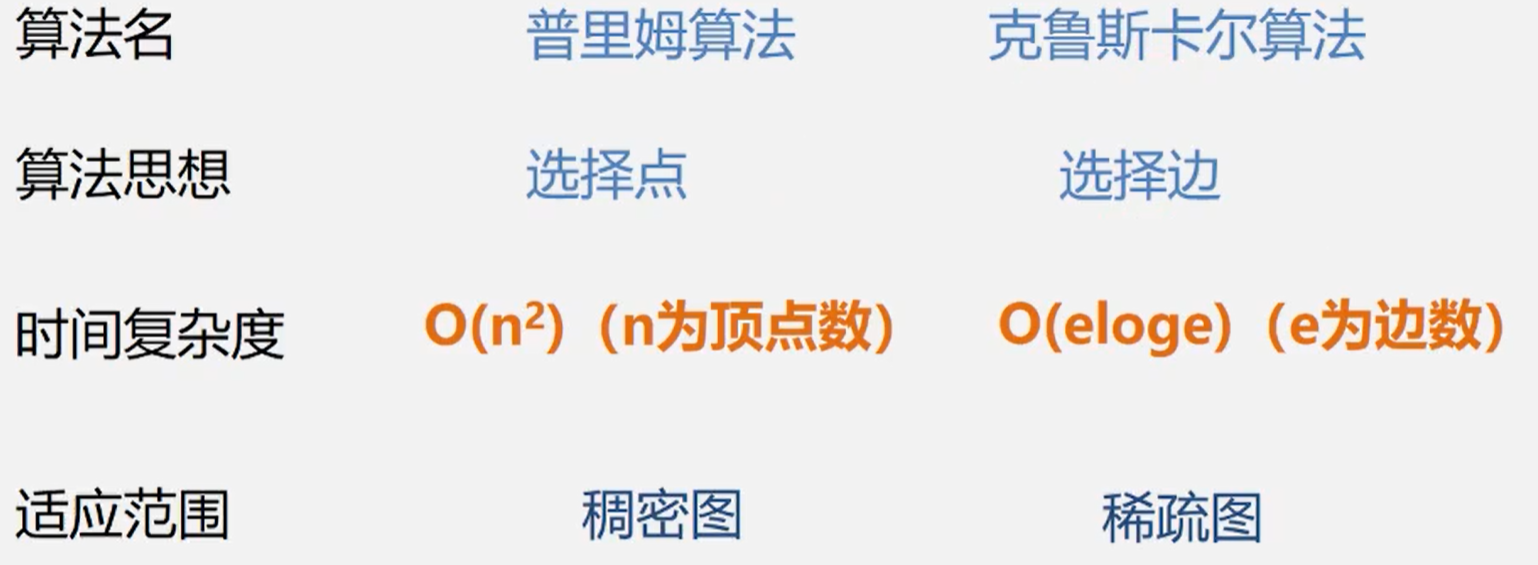 算法名 普里姆算法 克鲁斯卡尔算法
算法思想 选择点 选择边
时间复杂度 O(n²)（n为顶点数） O(eloge)（e为边数）
适应范围 稠密图 稀疏图